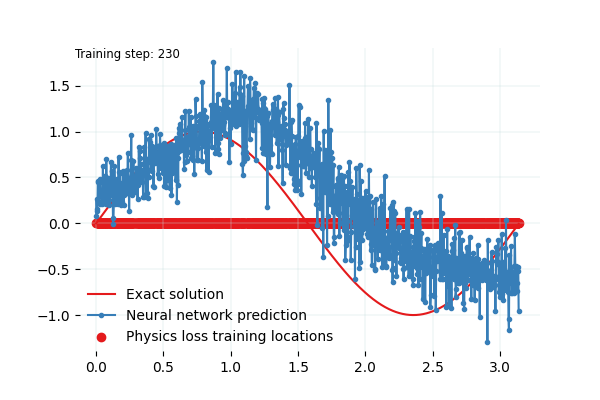 Training step: 230
1.5
1.0
0.5
0.0
−0.5
−1.0
Exact solution
Neural network prediction
Physics loss training locations
0.0 0.5 1.0 1.5 2.0 2.5 3.0